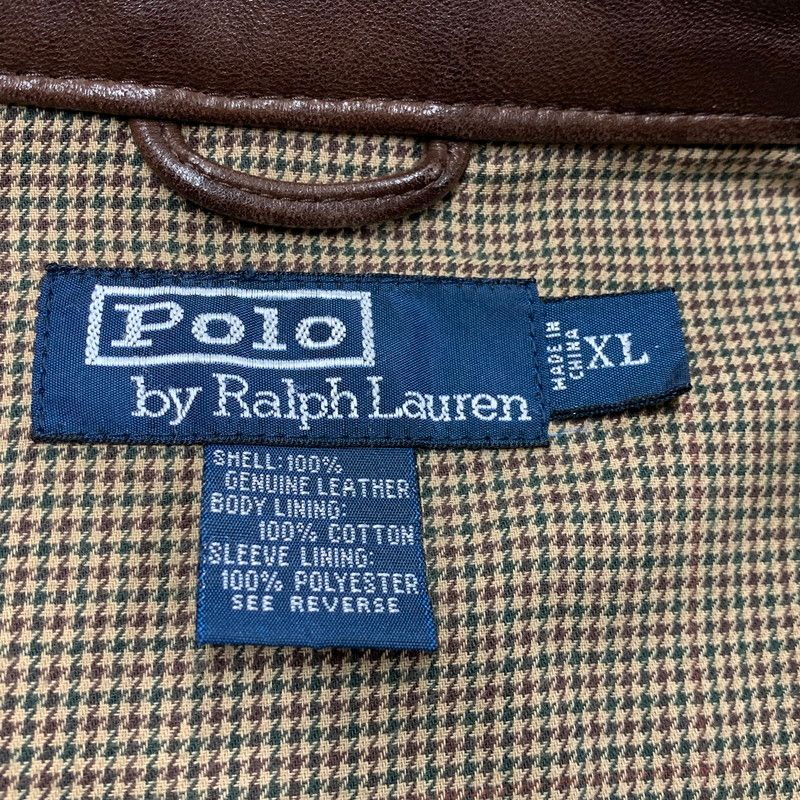 Polo
by Ralph Lauren
MADE IN
CHINA
XL
SHELL: 100%
GENUINE LEATHER
BODY LINING:
100% COTTON
SLEEVE LINING:
100% POLYESTER
SEE REVERSE